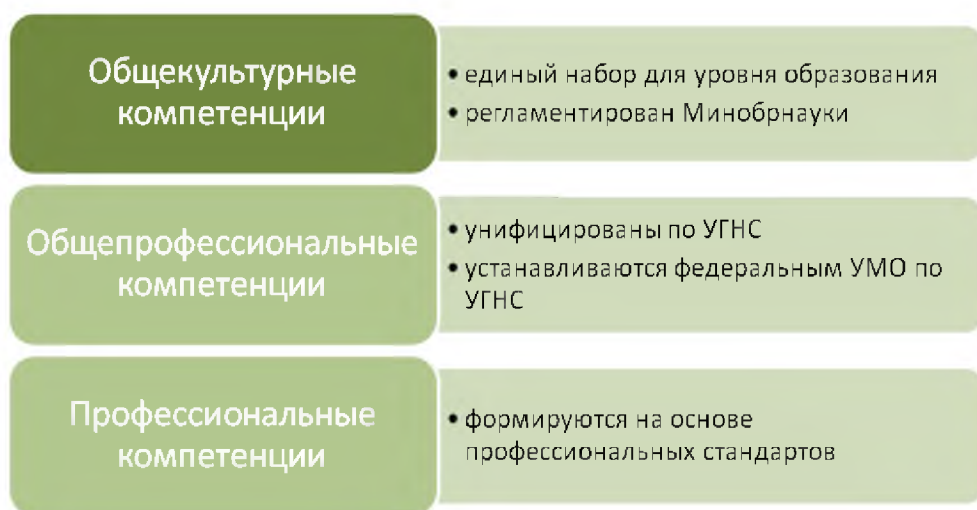 Общекультурные
компетенции
• единый набор для уровня образования
• регламентирован Минобрнауки
Общепрофессиональные
компетенции
• унифицированы по УГНС
• устанавливаются федеральным УМО по
УГНС
Профессиональные
компетенции
• формируются на основе
профессиональных стандартов